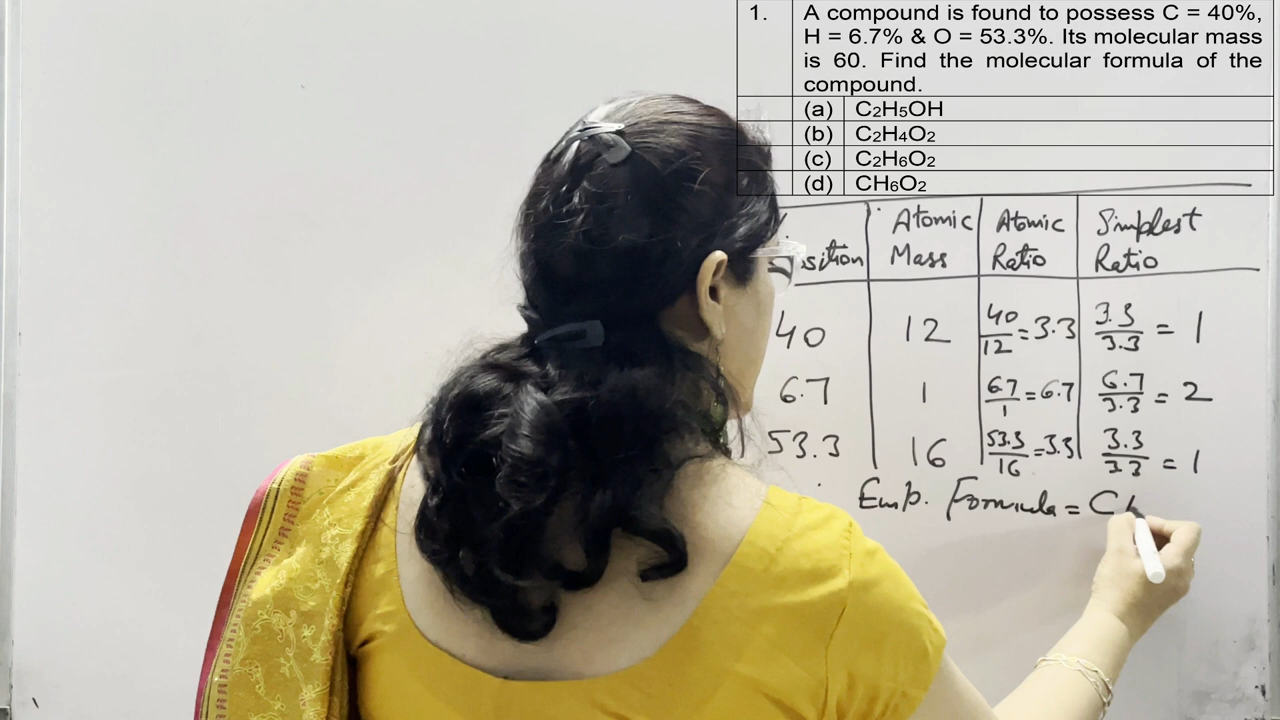 1. A compound is found to possess C = 40%,
H = 6.7% & O = 53.3%. Its molecular mass
is 60. Find the molecular formula of the
compound.
(a) C2H5OH
(b) C2H4O2
(c) C2H6O2
(d) CH6O2
Atomic Atomic Simplest
sition Mass Ratio Ratio
40 12 40/12 = 3.3 3.3/3.3 = 1
6.7 1 6.7/1 = 6.7 6.7/3.3 = 2
53.3 16 53.3/16 = 3.3 3.3/3.3 = 1
Emp. Formula = C